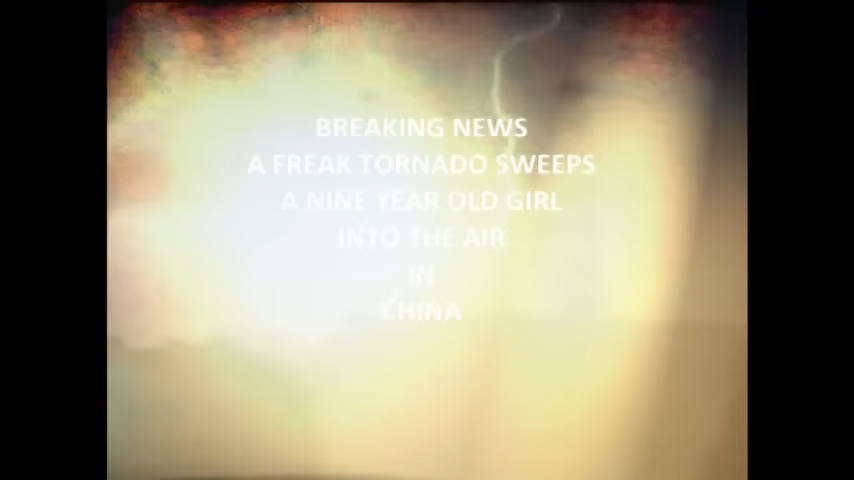 BREAKING NEWS
A FREAK TORNADO SWEEPS
A NINE YEAR OLD GIRL
INTO THE AIR
IN
CHINA